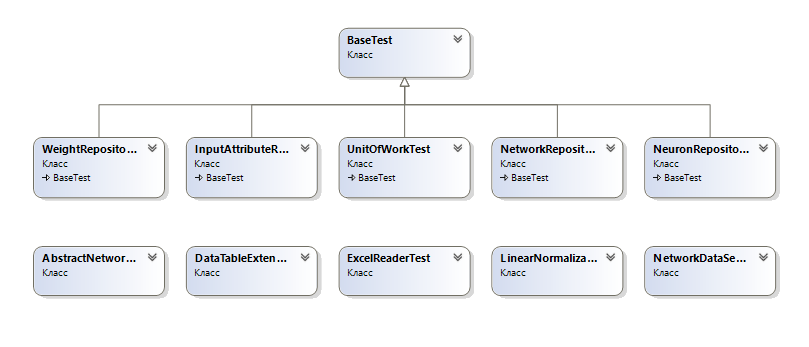 BaseTest
Класс
WeightReposito...
Класс
BaseTest
InputAttributeR...
Класс
BaseTest
UnitOfWorkTest
Класс
BaseTest
NetworkReposit...
Класс
BaseTest
NeuronReposito...
Класс
BaseTest
AbstractNetwor...
Класс
DataTableExten...
Класс
ExcelReaderTest
Класс
LinearNormaliza...
Класс
NetworkDataSe...
Класс